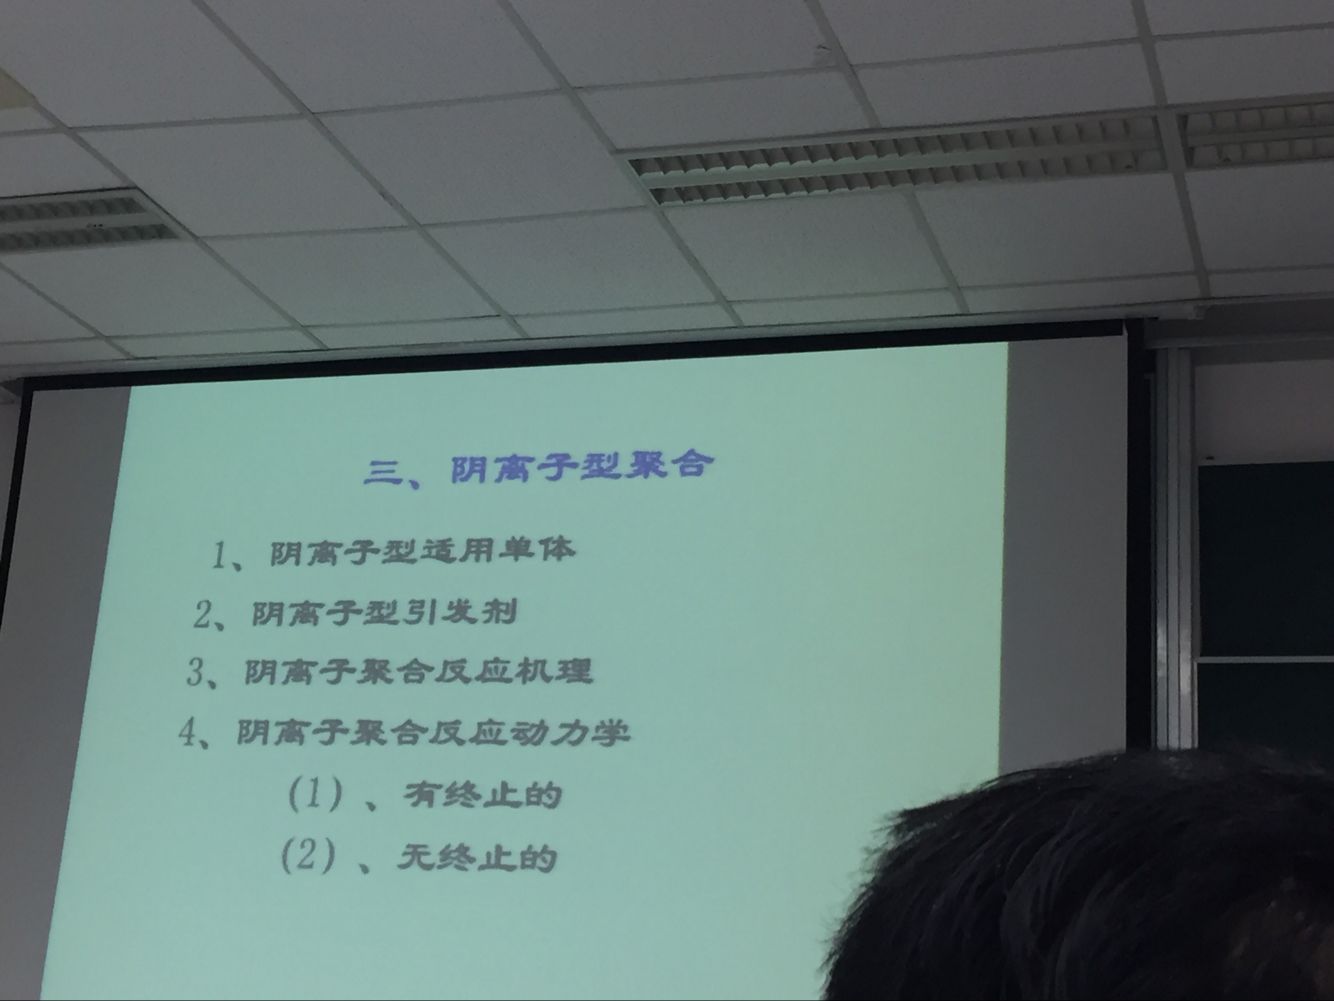 三、阴离子型聚合
1、阴离子型适用单体
2、阴离子型引发剂
3、阴离子聚合反应机理
4、阴离子聚合反应动力学
(1)、有终止的
(2)、无终止的